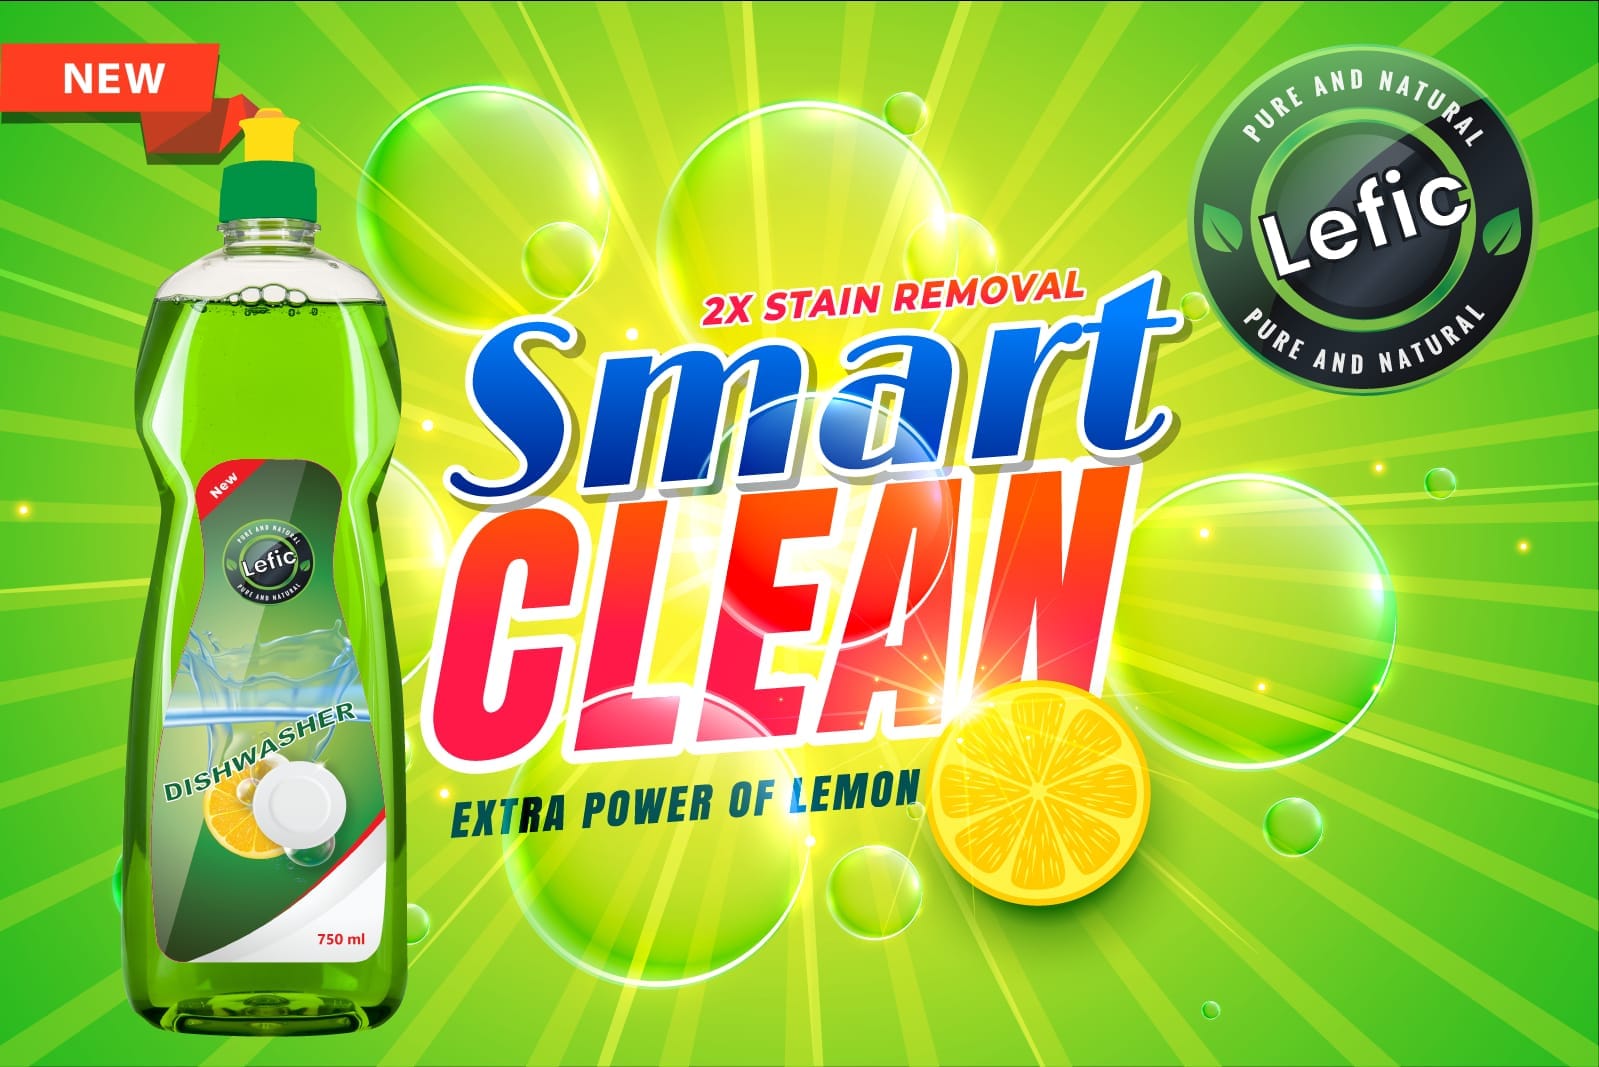 NEW
PURE AND NATURAL
Lefic
PURE AND NATURAL
2X STAIN REMOVAL
Smart
CLEAN
EXTRA POWER OF LEMON
New
PURE AND NATURAL
Lefic
PURE AND NATURAL
DISHWASHER
750 ml